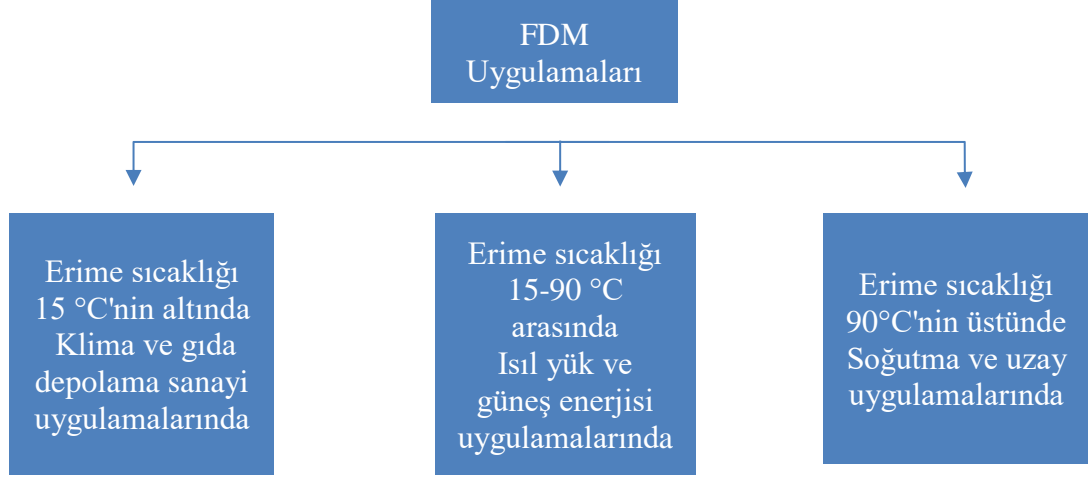 FDM
Uygulamaları
Erime sıcaklığı
15 °C'nin altında
Klima ve gıda
depolama sanayi
uygulamalarında
Erime sıcaklığı
15-90 °C
arasında
Isıl yük ve
güneş enerjisi
uygulamalarında
Erime sıcaklığı
90°C'nin üstünde
Soğutma ve uzay
uygulamalarında